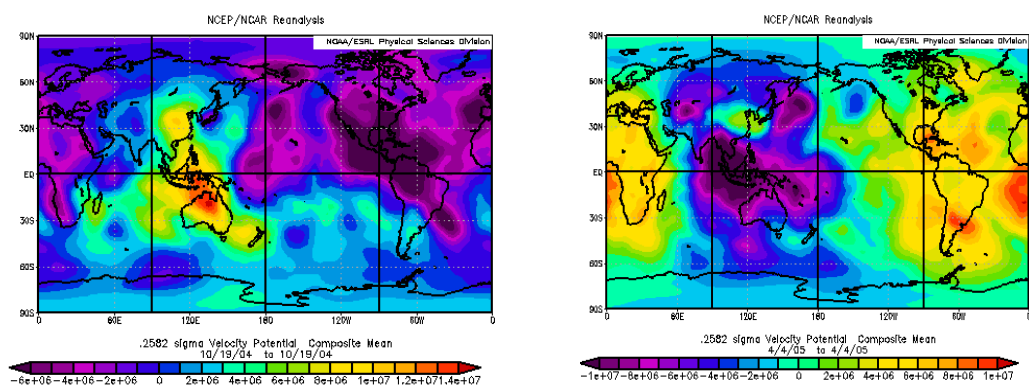 NCEP/NCAR Reanalysis
NOAA/ESRL Physical Sciences Division
90N
60N
30N
EQ
30S
60S
90S
0 60E 120E 180 120W 60W 0
.2582 sigma Velocity Potential Composite Mean
10/19/04 to 10/19/04
-6e+06 -4e+06 -2e+06 0 2e+06 4e+06 6e+06 8e+06 1e+07 1.2e+07 1.4e+07
NCEP/NCAR Reanalysis
NOAA/ESRL Physical Sciences Division
90N
60N
30N
EQ
30S
60S
90S
0 60E 120E 180 120W 60W 0
.2582 sigma Velocity Potential Composite Mean
4/4/05 to 4/4/05
-1e+07 -8e+06 -6e+06 -4e+06 -2e+06 0 2e+06 4e+06 6e+06 8e+06 1e+07